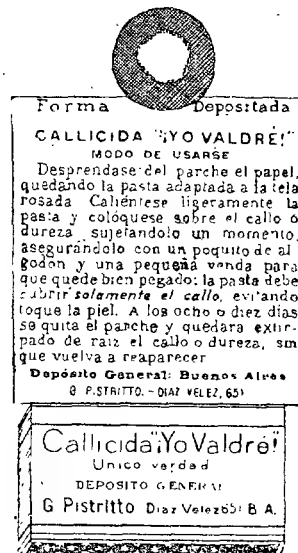 Forma Depositada
CALLICIDA "¡YO VALDRÉ!"
MODO DE USARSE
Despréndase del parche el papel,
quedando la pasta adaptada a la tela
rosada Caliéntese ligeramente la
pasta y colóquese sobre el callo ó
dureza sujetándolo un momento,
asegurándolo con un poquito de al
godón y una pequeña venda para
que quede bien pegado: la pasta debe
cubrir solamente el callo, evitando
toque la piel. A los ocho o diez días
se quita el parche y quedara extir-
pado de raiz el callo o dureza, sin
que vuelva a reaparecer
Depósito General: Buenos Aires
G P.STRITTO. - DIAZ VELEZ, 651
Callicida "¡Yo Valdré!"
Unico verdad
DEPOSITO GENERAL
G Pistritto Diaz Velez 651 B A.